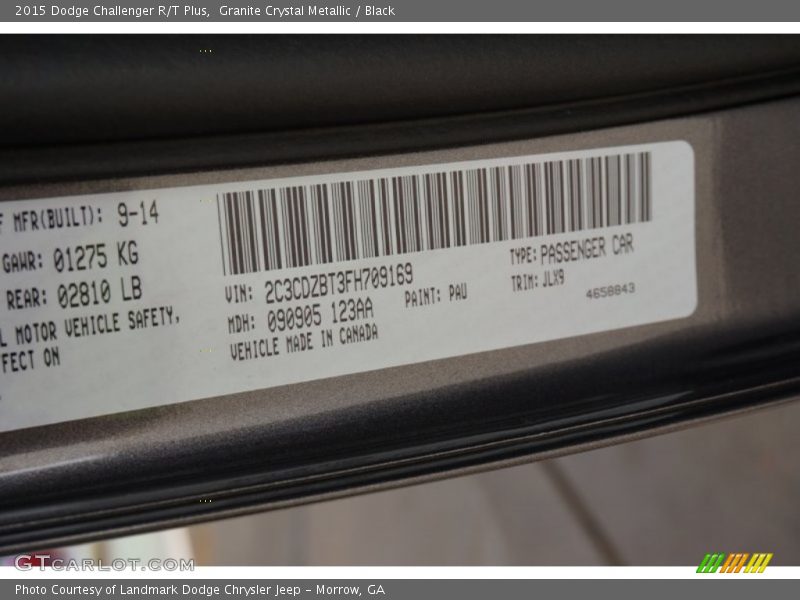 2015 Dodge Challenger R/T Plus, Granite Crystal Metallic / Black
F MFR(BUILT): 9-14
GAWR: 01275 KG
REAR: 02810 LB
L MOTOR VEHICLE SAFETY,
FFECT ON
VIN: 2C3CDZBT3FH709169
MDH: 090905 123AA
VEHICLE MADE IN CANADA
PAINT: PAU
TYPE: PASSENGER CAR
TRIM: JLX9
4658843
GTcarlot.com
Photo Courtesy of Landmark Dodge Chrysler Jeep – Morrow, GA